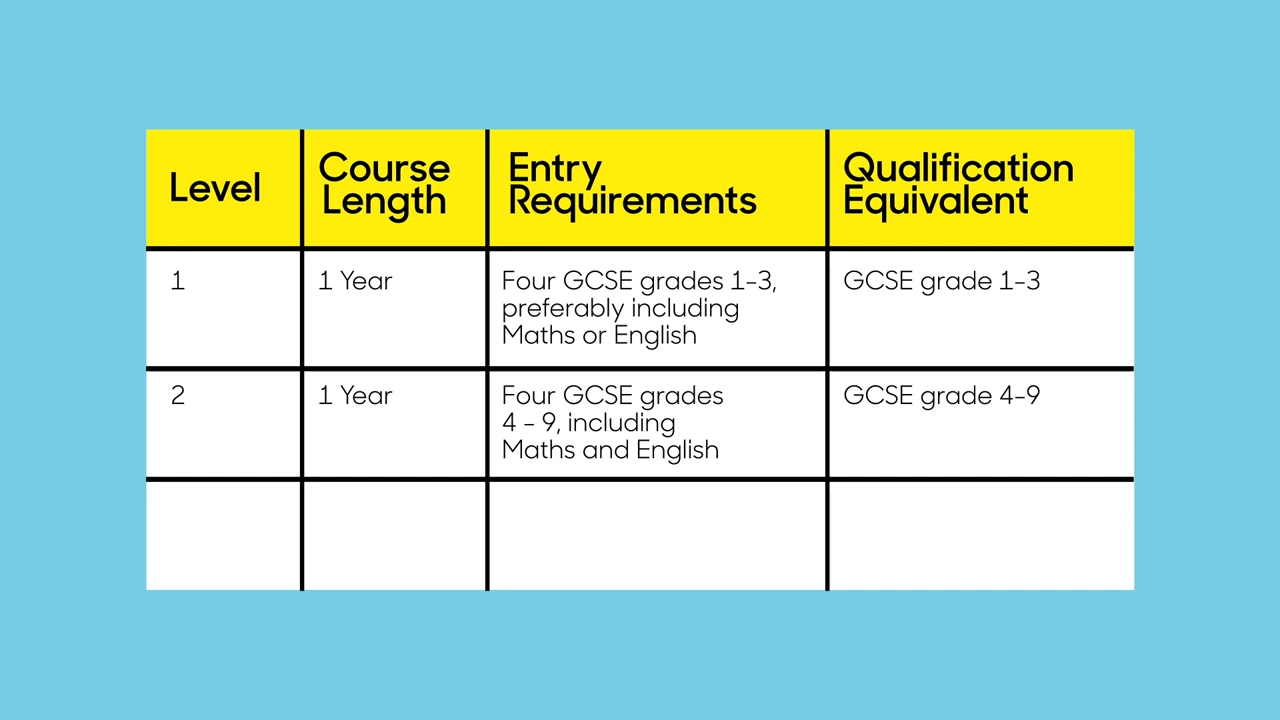 Level
Course
Length
Entry
Requirements
Qualification
Equivalent
1
1 Year
Four GCSE grades 1-3,
preferably including
Maths or English
GCSE grade 1-3
2
1 Year
Four GCSE grades
4 - 9, including
Maths and English
GCSE grade 4-9